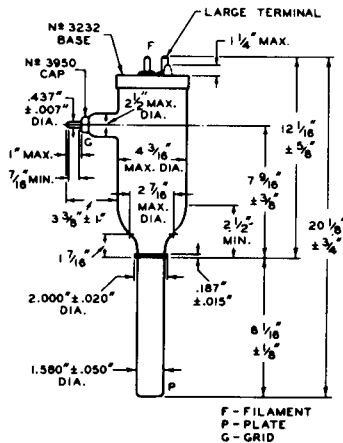 LARGE TERMINAL
Nº 3232
BASE
F
1 1/4" MAX.
Nº 3950
CAP
.437"
±.007"
DIA.
G
2 1/2" MAX.
DIA.
12 1/16"
± 5/8"
1" MAX.
7/16" MIN.
4 3/16"
MAX. DIA.
7 9/16"
± 3/8"
2 7/16"
MAX.
DIA.
3 3/8" ± 1"
2 1/2"
MIN.
20 1/8"
± 3/4"
1 7/16"
2.000"±.020"
DIA.
.187"
±.015"
8 1/16"
± 1/8"
1.580"±.050"
DIA.
P
F - FILAMENT
P - PLATE
G - GRID